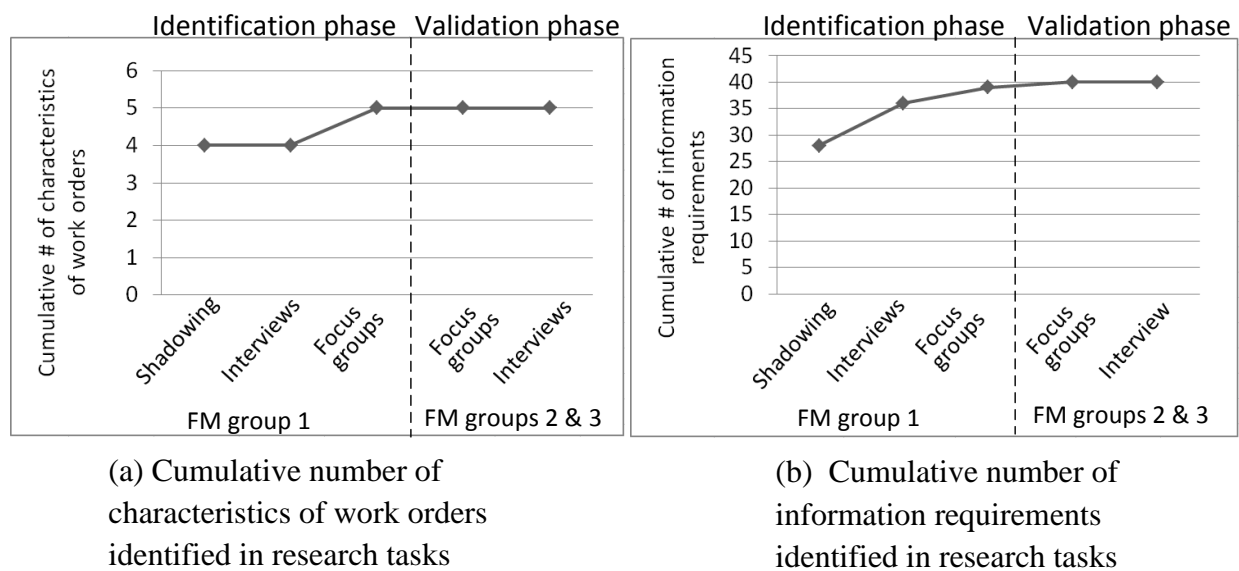 Identification phase
Validation phase
Cumulative # of characteristics
of work orders
6
5
4
3
2
1
0
Shadowing
Interviews
Focus
groups
Focus
groups
Interviews
FM group 1
FM groups 2 & 3
(a) Cumulative number of
characteristics of work orders
identified in research tasks
Identification phase
Validation phase
Cumulative # of information
requirements
45
40
35
30
25
20
15
10
5
0
Shadowing
Interviews
Focus
groups
Focus
groups
Interview
FM group 1
FM groups 2 & 3
(b) Cumulative number of
information requirements
identified in research tasks